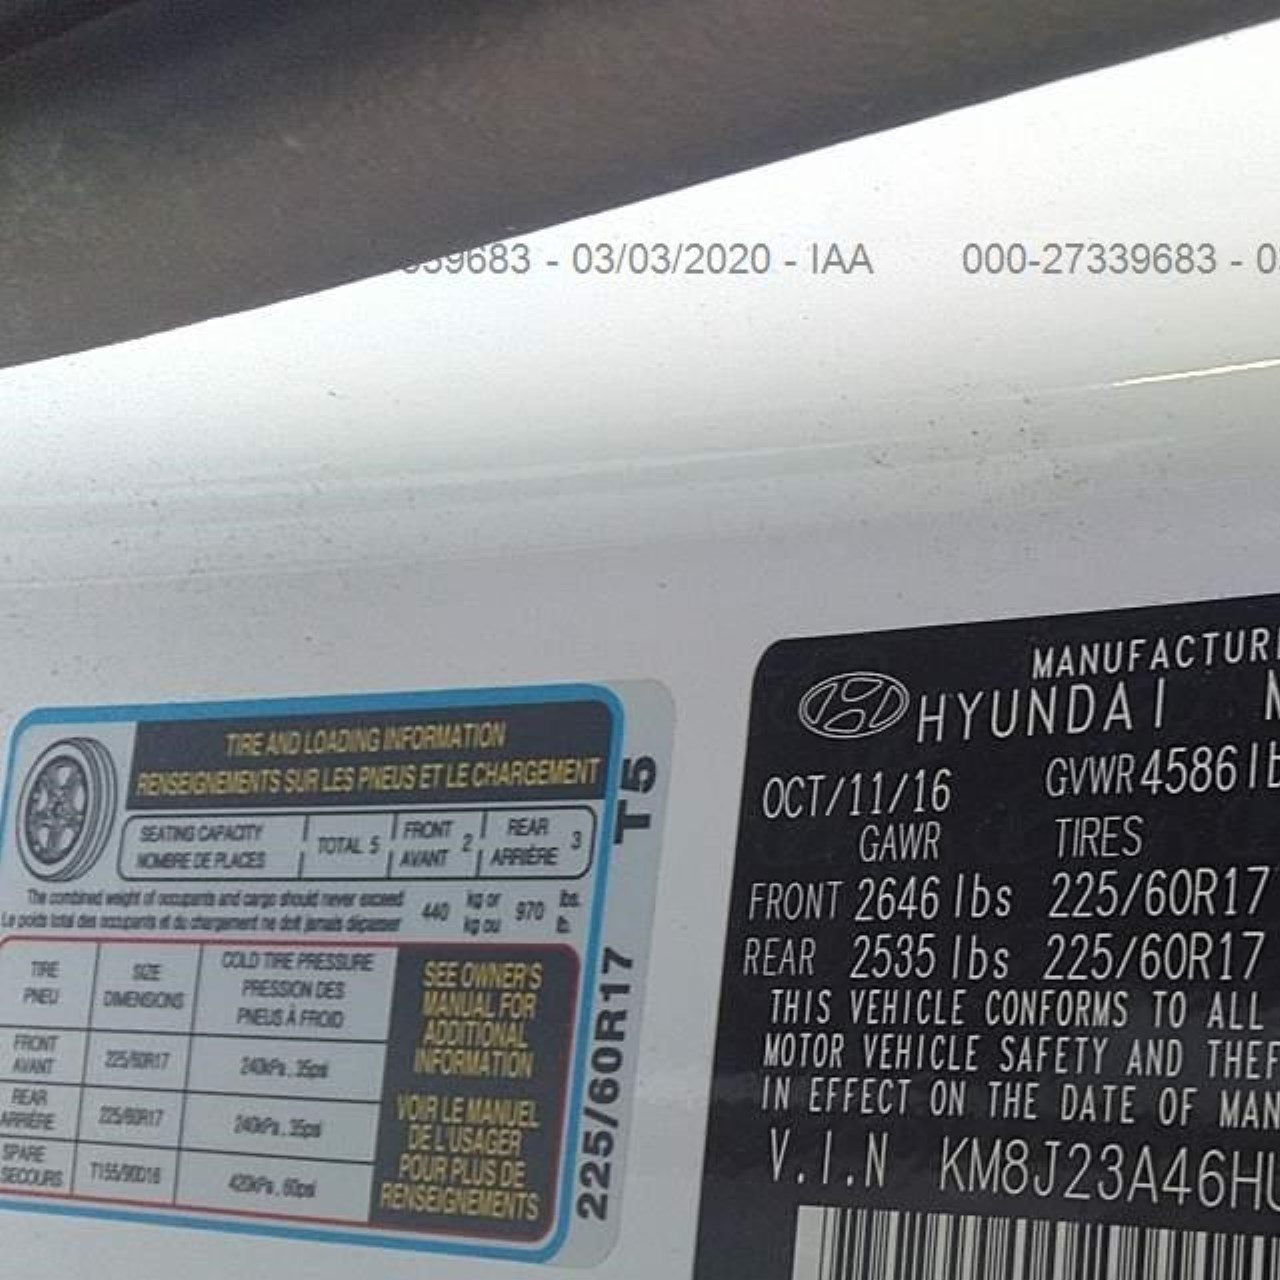 39683 - 03/03/2020 - IAA 000-27339683 - 0
TIRE AND LOADING INFORMATION
RENSEIGNEMENTS SUR LES PNEUS ET LE CHARGEMENT
SEATING CAPACITY
NOMBRE DE PLACES
TOTAL 5
FRONT
AVANT
2
REAR
ARRIÈRE
3
The combined weight of occupants and cargo should never exceed
Le poids total des occupants et du chargement ne doit jamais dépasser
440
kg or
kg ou
970
lbs.
lb.
TIRE
PNEU
SIZE
DIMENSIONS
COLD TIRE PRESSURE
PRESSION DES
PNEUS À FROID
FRONT
AVANT
225/60R17
240kPa, 35psi
REAR
ARRIÈRE
225/60R17
240kPa, 35psi
SPARE
SECOURS
T155/90D16
420kPa, 60psi
SEE OWNER'S
MANUAL FOR
ADDITIONAL
INFORMATION
VOIR LE MANUEL
DE L'USAGER
POUR PLUS DE
RENSEIGNEMENTS
225/60R17 T5
MANUFACTUR
HYUNDAI M
OCT/11/16 GVWR 4586 lb
GAWR TIRES
FRONT 2646 lbs 225/60R17
REAR 2535 lbs 225/60R17
THIS VEHICLE CONFORMS TO ALL
MOTOR VEHICLE SAFETY AND THEF
IN EFFECT ON THE DATE OF MAN
V.I.N KM8J23A46HU